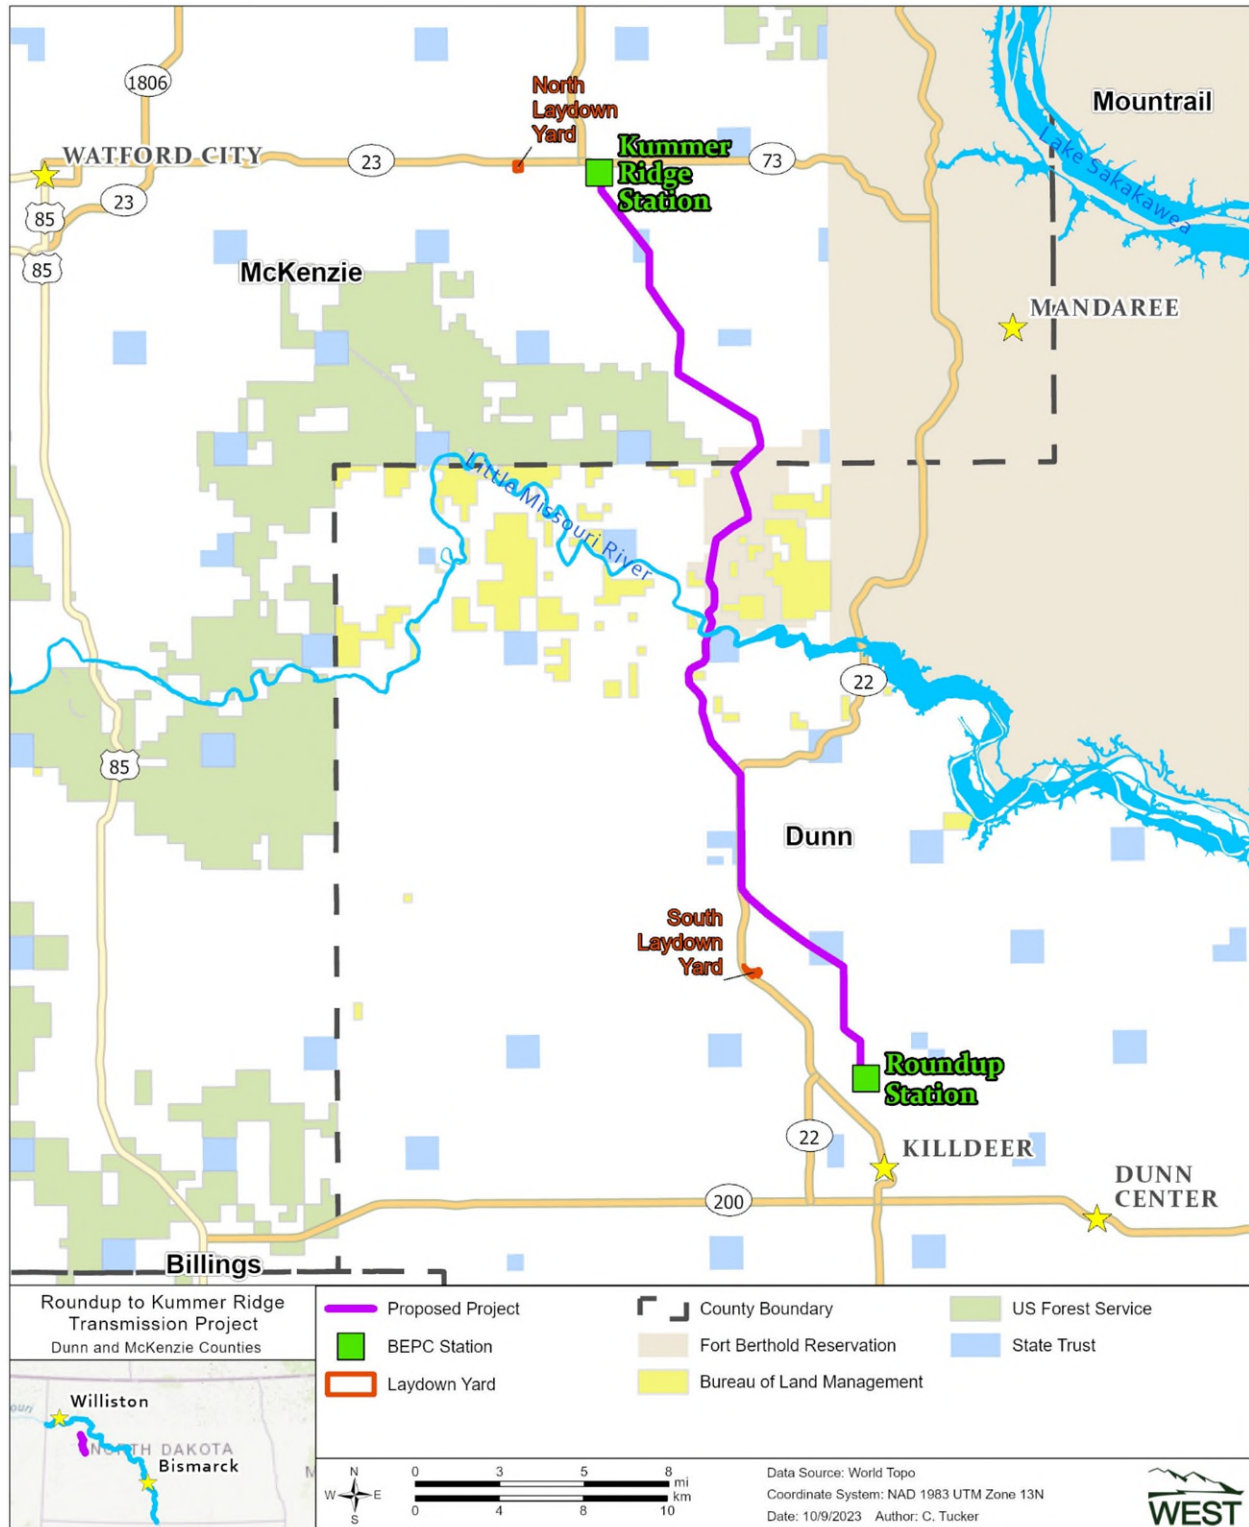 1806
North
Laydown
Yard
Mountrail
WATFORD CITY
23
Kummer
Ridge
Station
73
Lake Sakakawea
85
23
85
McKenzie
MANDAREE
Little Missouri River
22
85
Dunn
South
Laydown
Yard
Roundup
Station
22
KILLDEER
DUNN
CENTER
200
Billings
Roundup to Kummer Ridge
Transmission Project
Dunn and McKenzie Counties
Proposed Project
BEPC Station
Laydown Yard
County Boundary
Fort Berthold Reservation
Bureau of Land Management
US Forest Service
State Trust
Williston
NORTH DAKOTA
Bismarck
N
W E
S
0 3 5 8
mi
km
0 4 6 10
Data Source: World Topo
Coordinate System: NAD 1983 UTM Zone 13N
Date: 10/9/2023 Author: C. Tucker
WEST